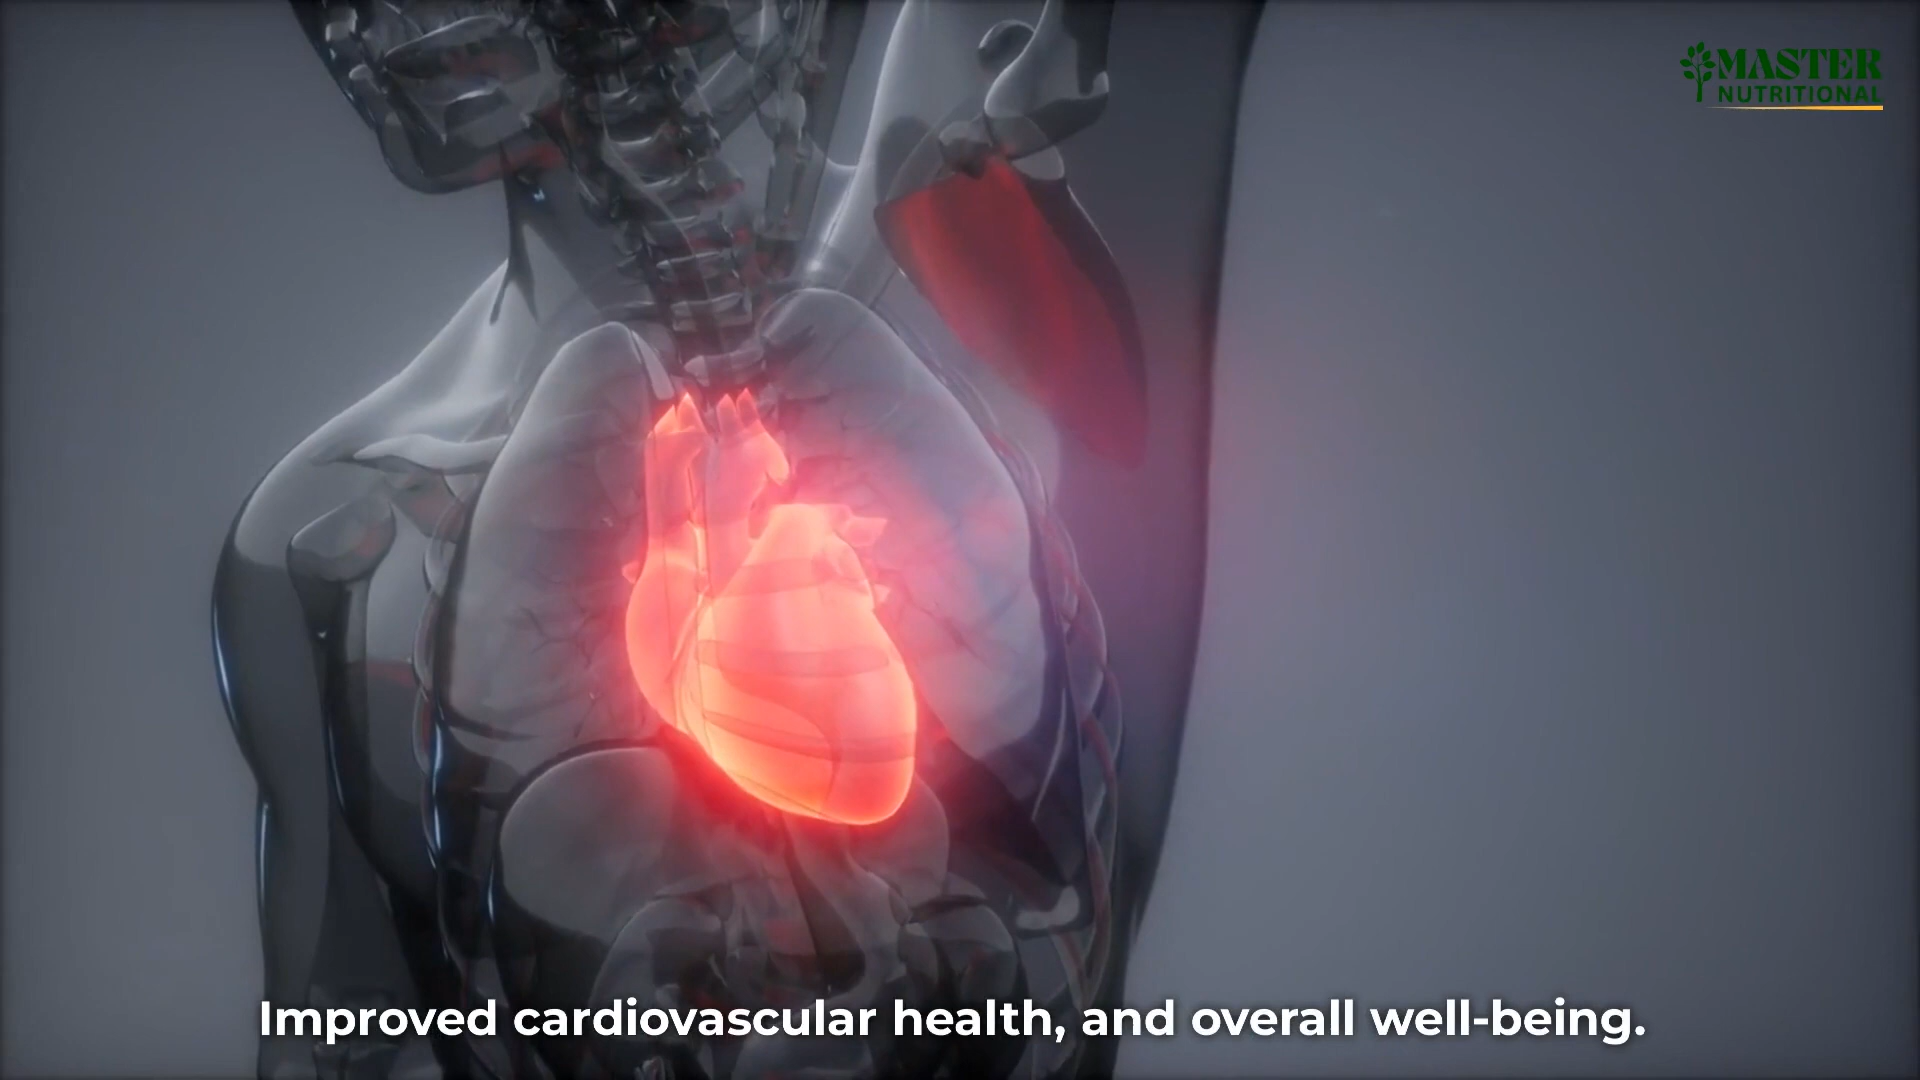 MASTER
NUTRITIONAL
Improved cardiovascular health, and overall well-being.